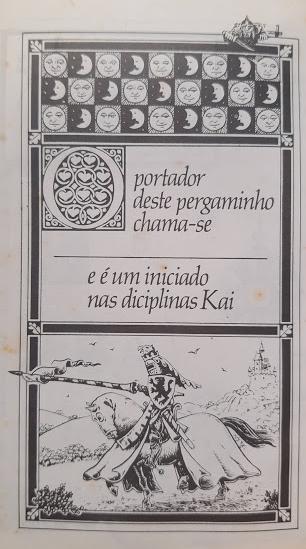 O portador
deste pergaminho
chama-se
e é um iniciado
nas diciplinas Kai